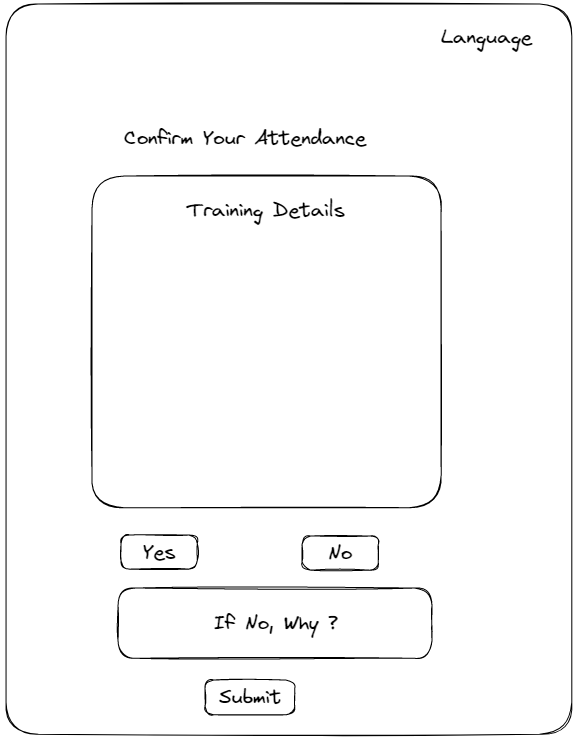 Language
Confirm Your Attendance
Training Details
Yes
No
If No, Why ?
Submit